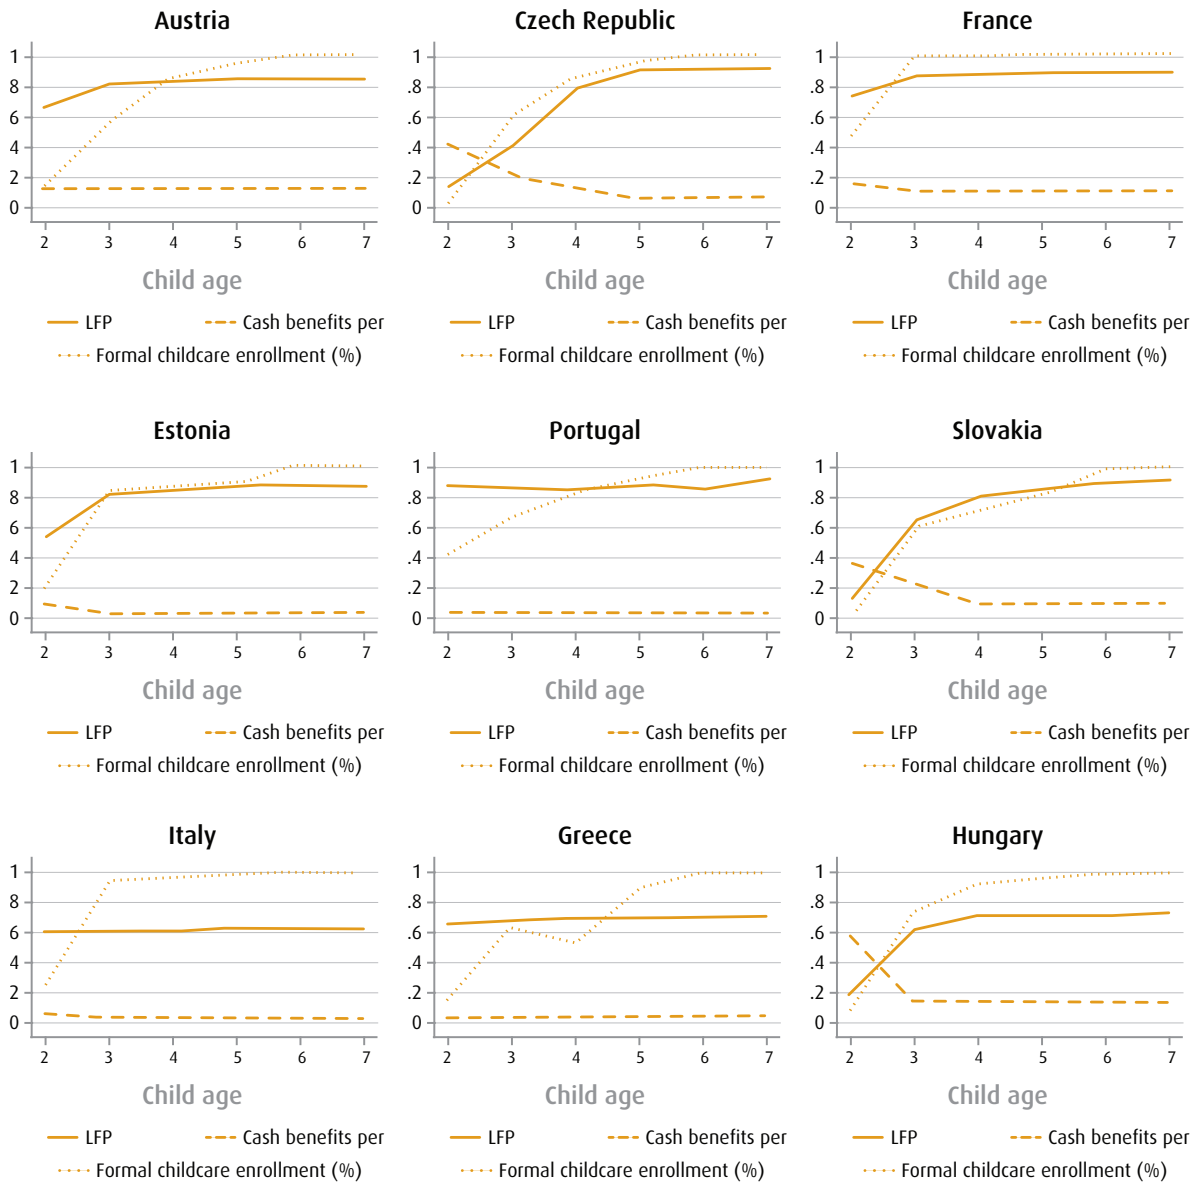 Austria
Czech Republic
France
1
8
6
4
2
0
1
.8
.6
.4
.2
0
1
.8
.6
.4
.2
0
2 3 4 5 6 7
2 3 4 5 6 7
2 3 4 5 6 7
Child age
Child age
Child age
LFP Cash benefits per
Formal childcare enrollment (%)
LFP Cash benefits per
Formal childcare enrollment (%)
LFP Cash benefits per
Formal childcare enrollment (%)
Estonia
Portugal
Slovakia
1
8
6
4
2
0
1
.8
.6
.4
.2
0
1
.8
.6
.4
.2
0
2 3 4 5 6 7
2 3 4 5 6 7
2 3 4 5 6 7
Child age
Child age
Child age
LFP Cash benefits per
Formal childcare enrollment (%)
LFP Cash benefits per
Formal childcare enrollment (%)
LFP Cash benefits per
Formal childcare enrollment (%)
Italy
Greece
Hungary
1
8
6
4
2
0
1
.8
.6
.4
.2
0
1
.8
.6
.4
.2
0
2 3 4 5 6 7
2 3 4 5 6 7
2 3 4 5 6 7
Child age
Child age
Child age
LFP Cash benefits per
Formal childcare enrollment (%)
LFP Cash benefits per
Formal childcare enrollment (%)
LFP Cash benefits per
Formal childcare enrollment (%)